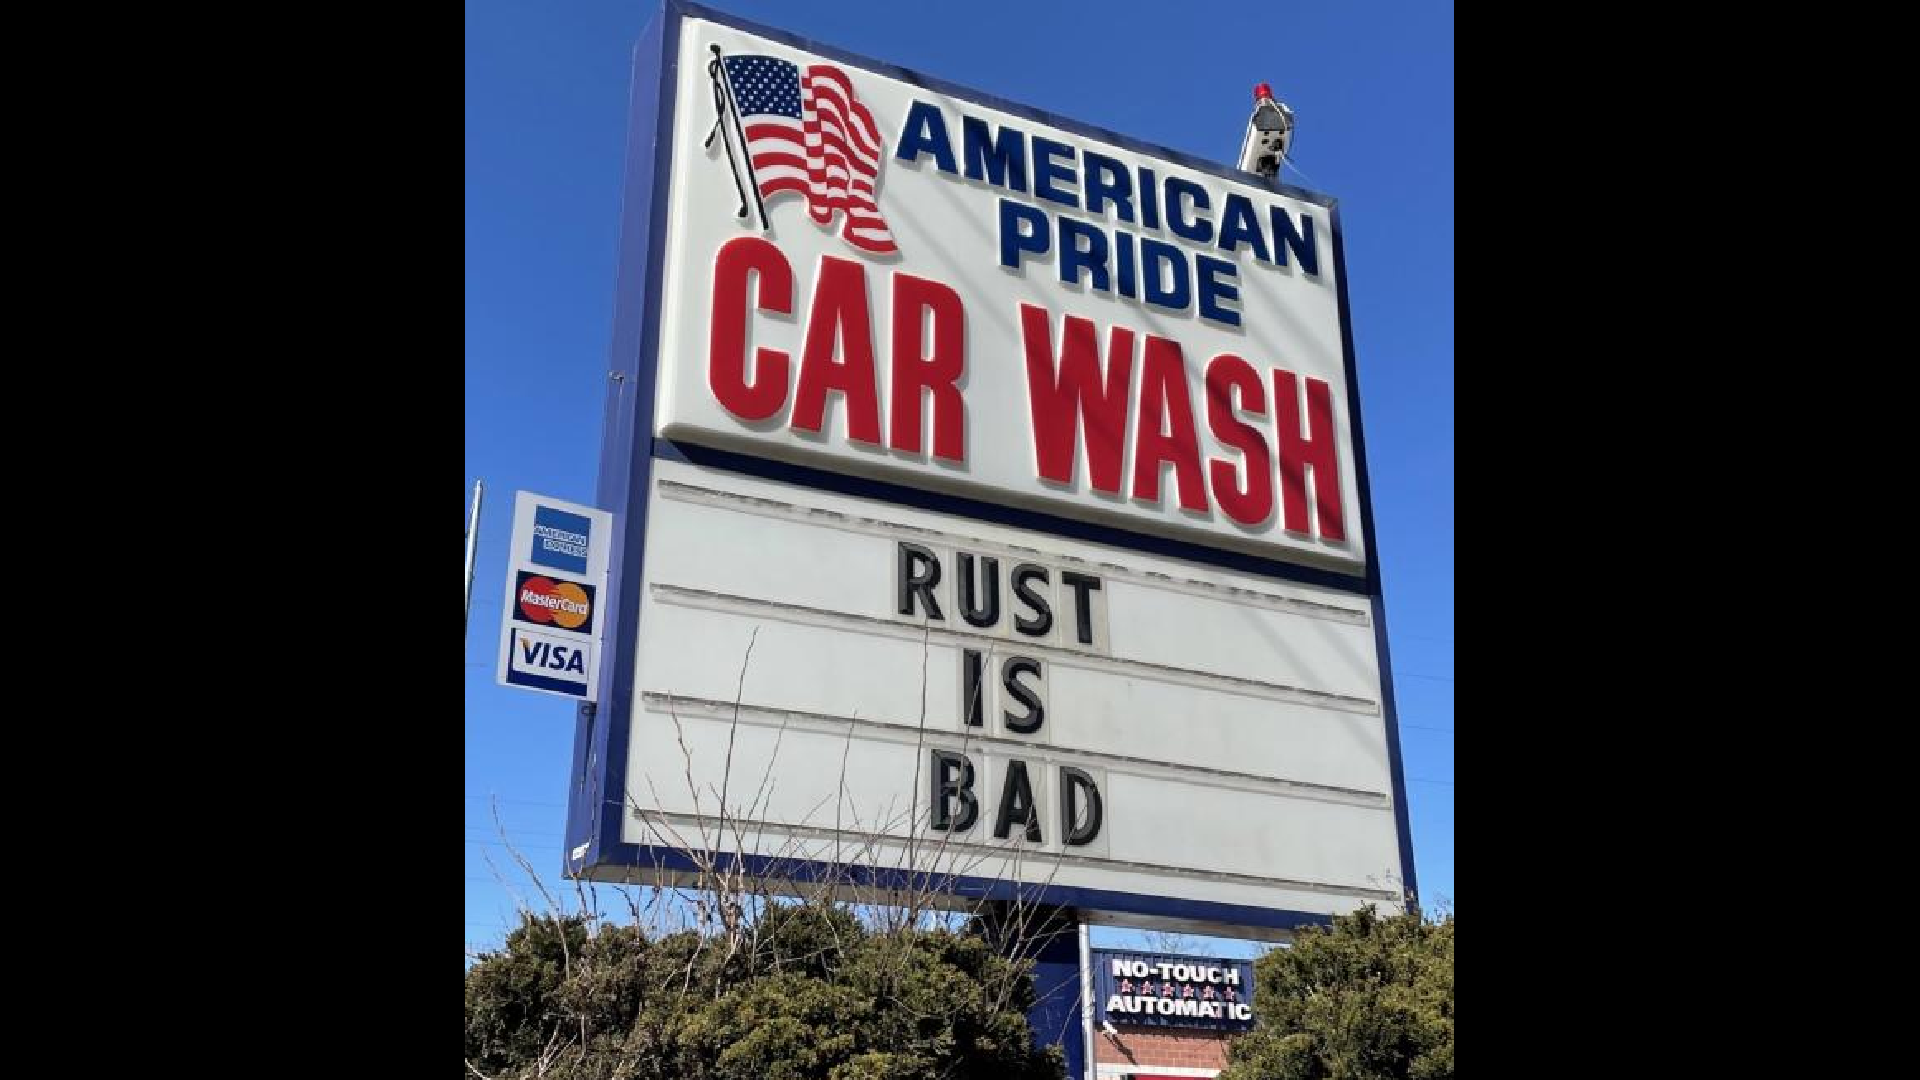 AMERICAN
PRIDE
CAR WASH
AMERICAN
EXPRESS
MasterCard
VISA
RUST
IS
BAD
NO-TOUCH
AUTOMATIC